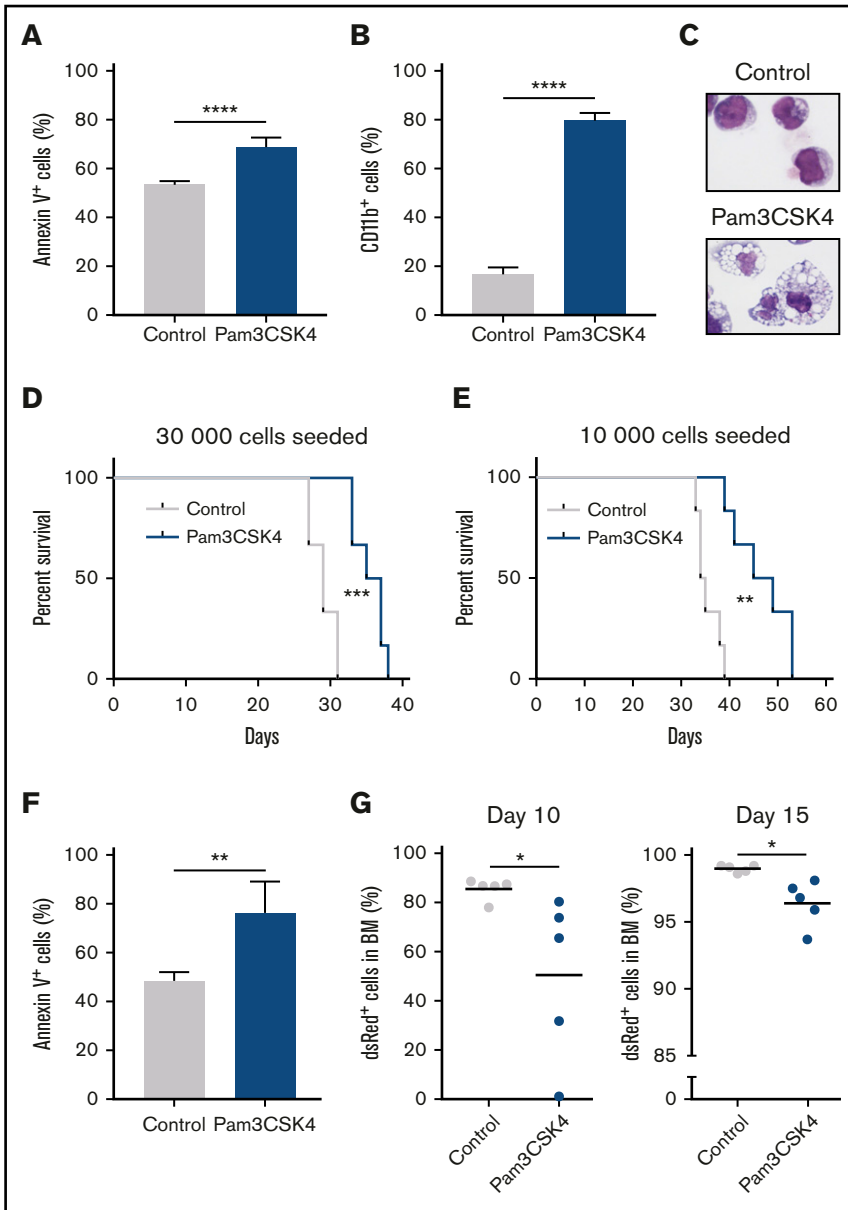 A
100
80
60
40
20
0
Annexin V+ cells (%)
****
Control Pam3CSK4
B
100
80
60
40
20
0
CD11b+ cells (%)
****
Control Pam3CSK4
C
Control
Pam3CSK4
D
30 000 cells seeded
100
50
0
Percent survival
Control
Pam3CSK4
***
0 10 20 30 40
Days
E
10 000 cells seeded
100
50
0
Percent survival
Control
Pam3CSK4
**
0 10 20 30 40 50 60
Days
F
100
80
60
40
20
0
Annexin V+ cells (%)
**
Control Pam3CSK4
G
Day 10
100
80
60
40
20
0
dsRed+ cells in BM (%)
*
Control
Pam3CSK4
Day 15
100
95
90
85
0
dsRed+ cells in BM (%)
*
Control
Pam3CSK4